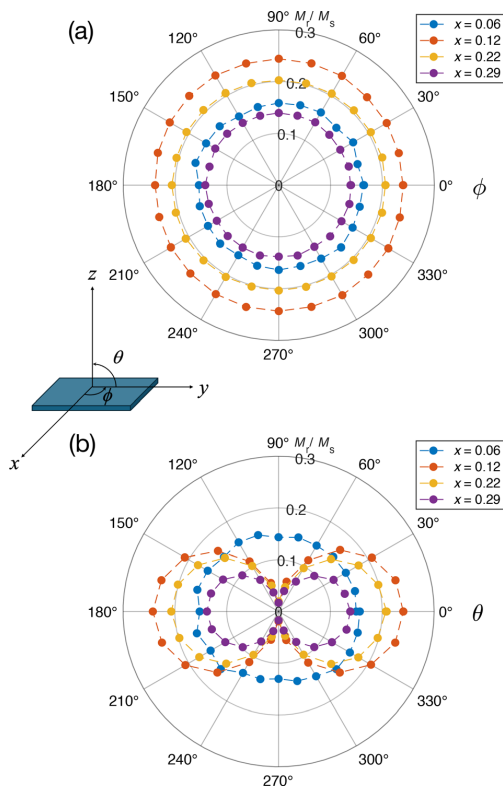 (a)
90° Mr/ Ms
0.3
120°
60°
x = 0.06
x = 0.12
x = 0.22
x = 0.29
150°
30°
0.2
0.1
180°
0
0°
ϕ
210°
330°
240°
300°
270°
z
θ
ϕ
y
x
(b)
90° Mr/ Ms
0.3
120°
60°
x = 0.06
x = 0.12
x = 0.22
x = 0.29
150°
30°
0.2
0.1
180°
0
0°
θ
210°
330°
240°
300°
270°